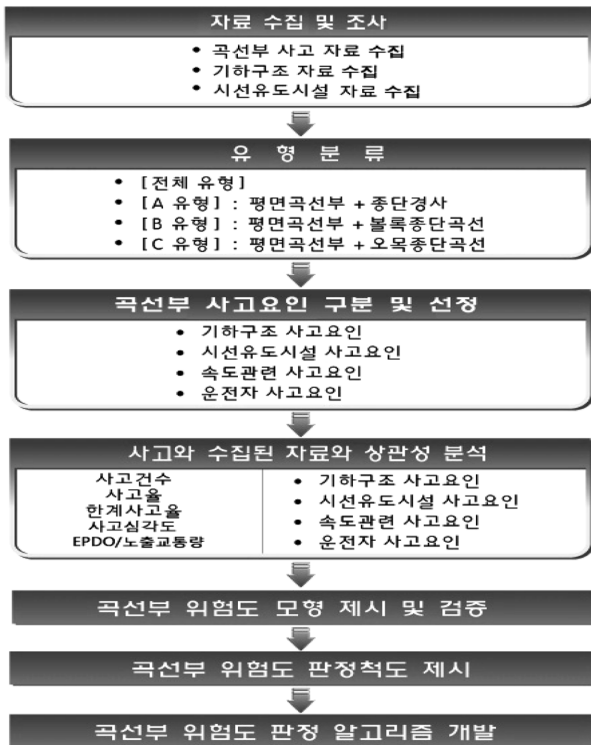 자료 수집 및 조사
• 곡선부 사고 자료 수집
• 기하구조 자료 수집
• 시선유도시설 자료 수집
유 형 분 류
• [전체 유형]
• [A 유형] : 평면곡선부 + 종단경사
• [B 유형] : 평면곡선부 + 볼록종단곡선
• [C 유형] : 평면곡선부 + 오목종단곡선
곡선부 사고요인 구분 및 선정
• 기하구조 사고요인
• 시선유도시설 사고요인
• 속도관련 사고요인
• 운전자 사고요인
사고와 수집된 자료와 상관성 분석
사고건수
사고율
한계사고율
사고심각도
EPDO/노출교통량
• 기하구조 사고요인
• 시선유도시설 사고요인
• 속도관련 사고요인
• 운전자 사고요인
곡선부 위험도 모형 제시 및 검증
곡선부 위험도 판정척도 제시
곡선부 위험도 판정 알고리즘 개발